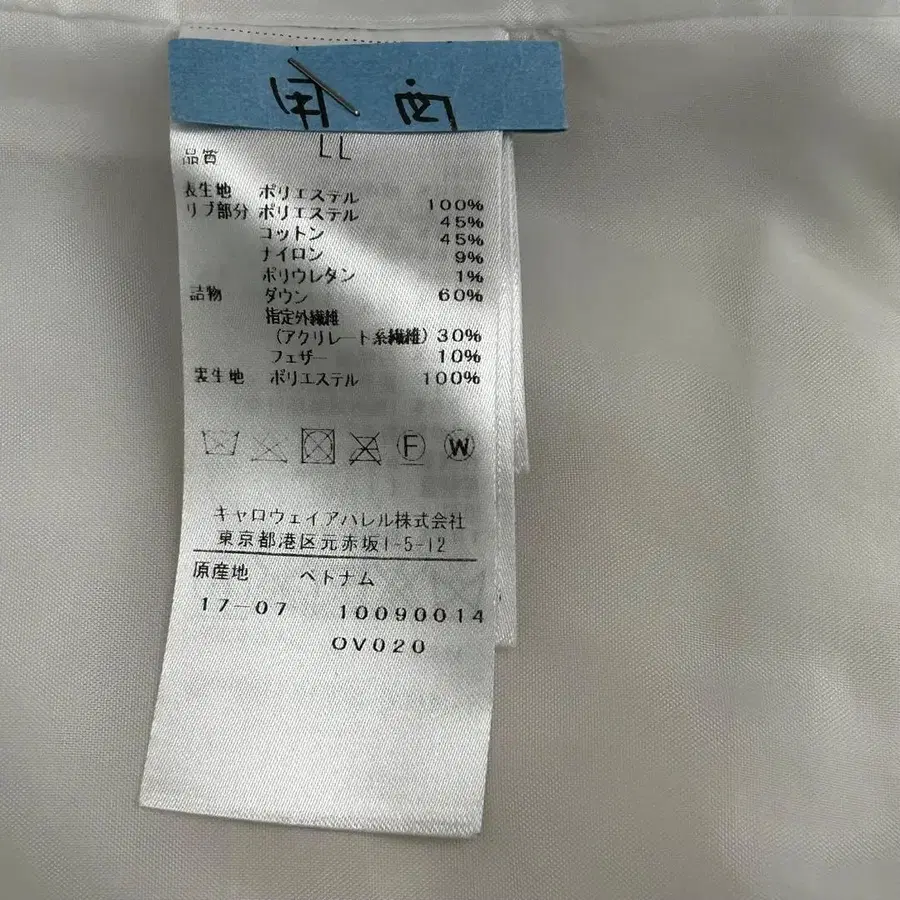 LL
品質
表生地 ポリエステル 100%
リブ部分 ポリエステル 45%
コットン 45%
ナイロン 9%
ポリウレタン 1%
詰物 ダウン 60%
指定外繊維
(アクリレート系繊維) 30%
フェザー 10%
裏生地 ポリエステル 100%
F W
キャロウェイアパレル株式会社
東京都港区元赤坂1-5-12
原産地 ベトナム
17-07 10090014
OV020